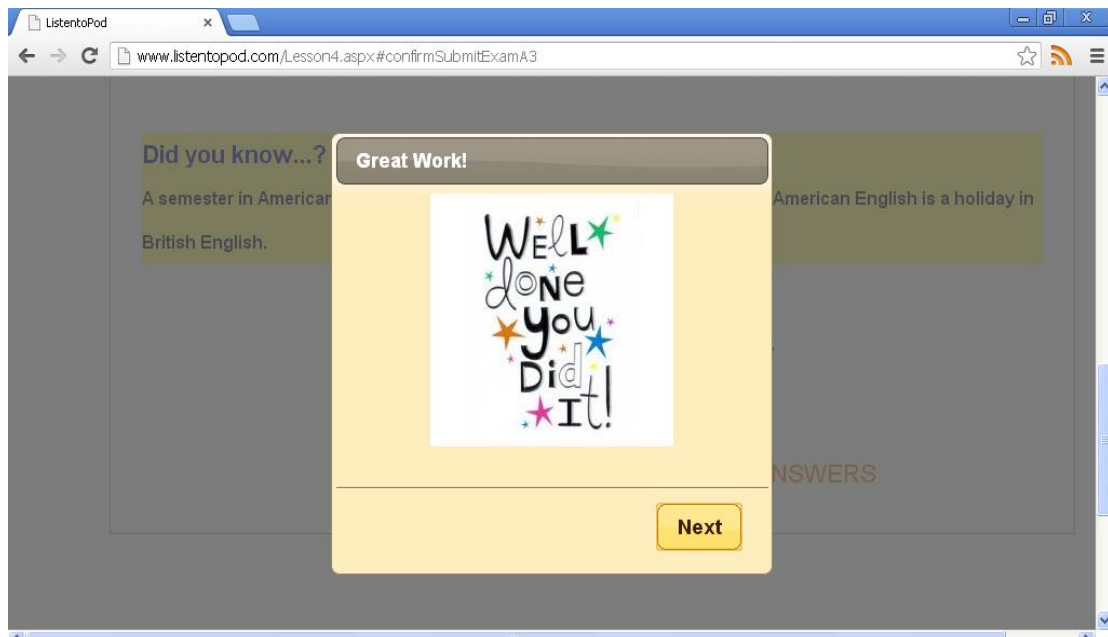 ListentoPod
www.listentopod.com/Lesson4.aspx#confirmSubmitExamA3
Did you know...?
A semester in American
American English is a holiday in
British English.
Great Work!
WELL
done
you
Did
It!
NSWERS
Next